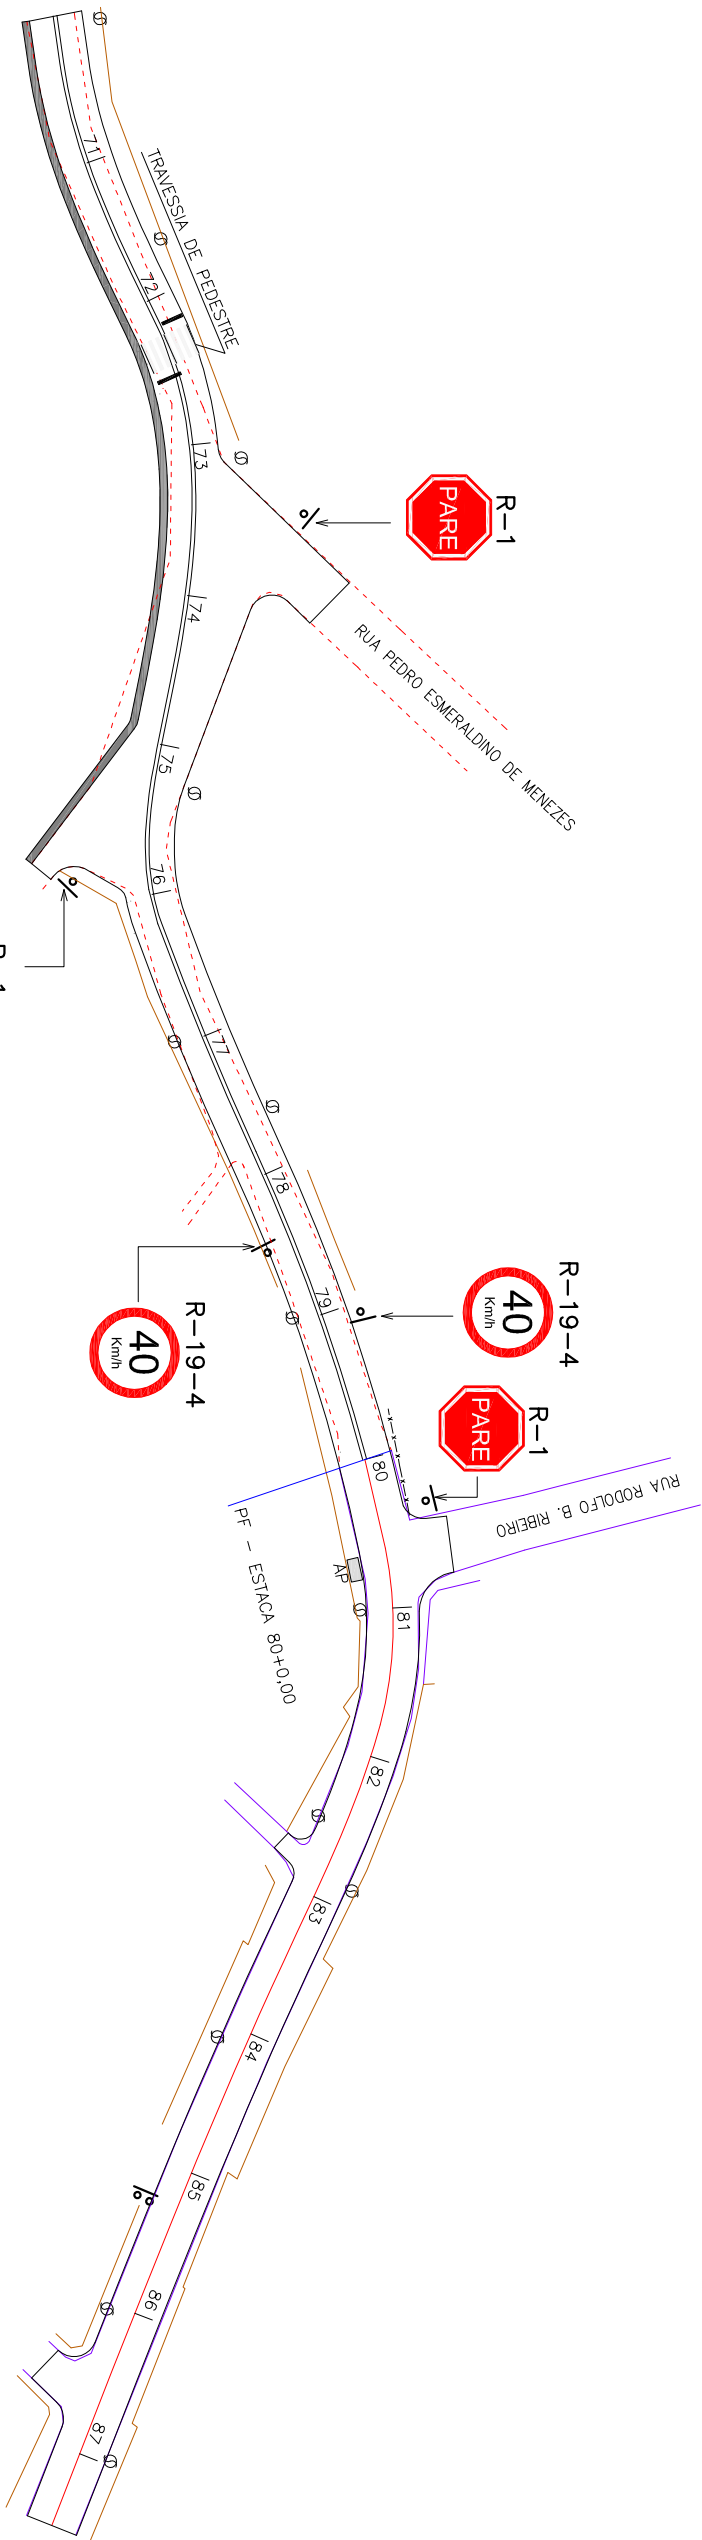 71
TRAVESSIA DE PEDESTRE
72
73
R-1
PARE
74
RUA PEDRO ESMERALDINO DE MENEZES
75
76
77
78
R-19-4
40
Km/h
79
R-19-4
40
Km/h
R-1
PARE
80
RUA RODOLFO B. RIBEIRO
PF - ESTACA 80+0,00
AP
81
82
83
84
85
86
87